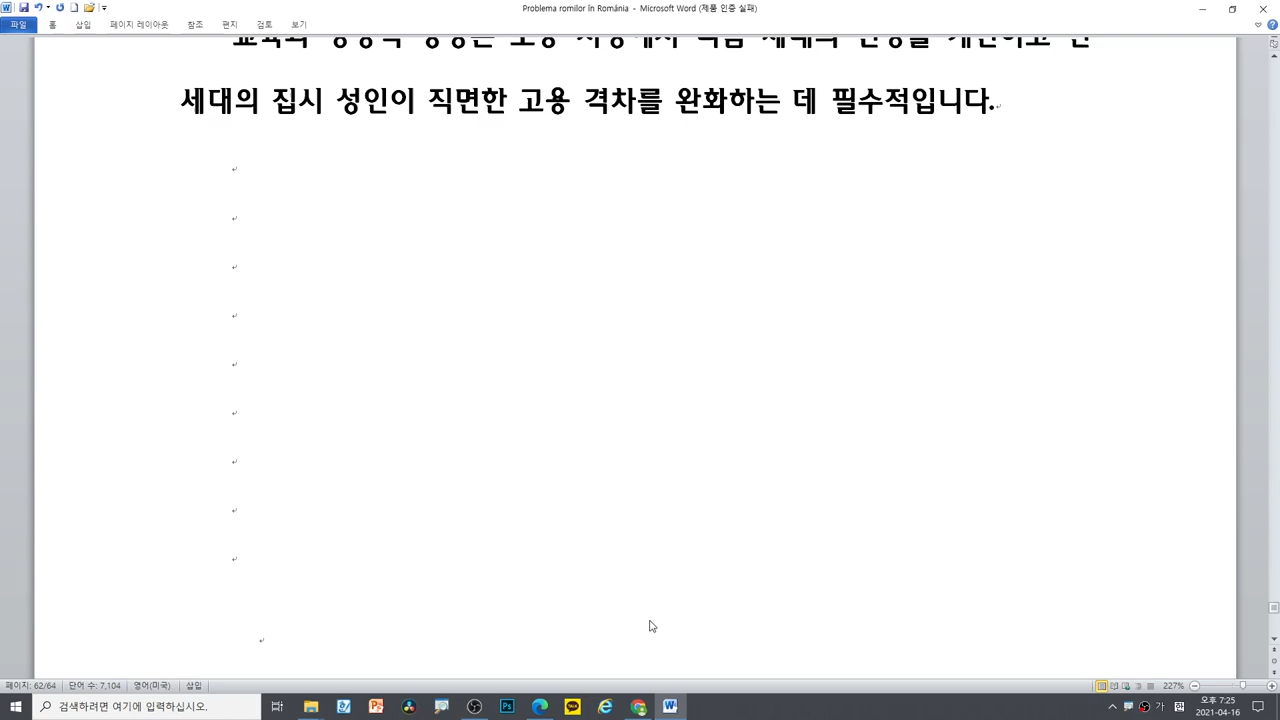 Problema romilor în România - Microsoft Word (제품 인증 실패)
파일 홈 삽입 페이지 레이아웃 참조 편지 검토 보기
세대의 집시 성인이 직면한 고용 격차를 완화하는 데 필수적입니다.
페이지: 62/64 단어 수: 7,104 영어(미국) 삽입 227%
검색하려면 여기에 입력하십시오.
가 오후 7:25
2021-04-16